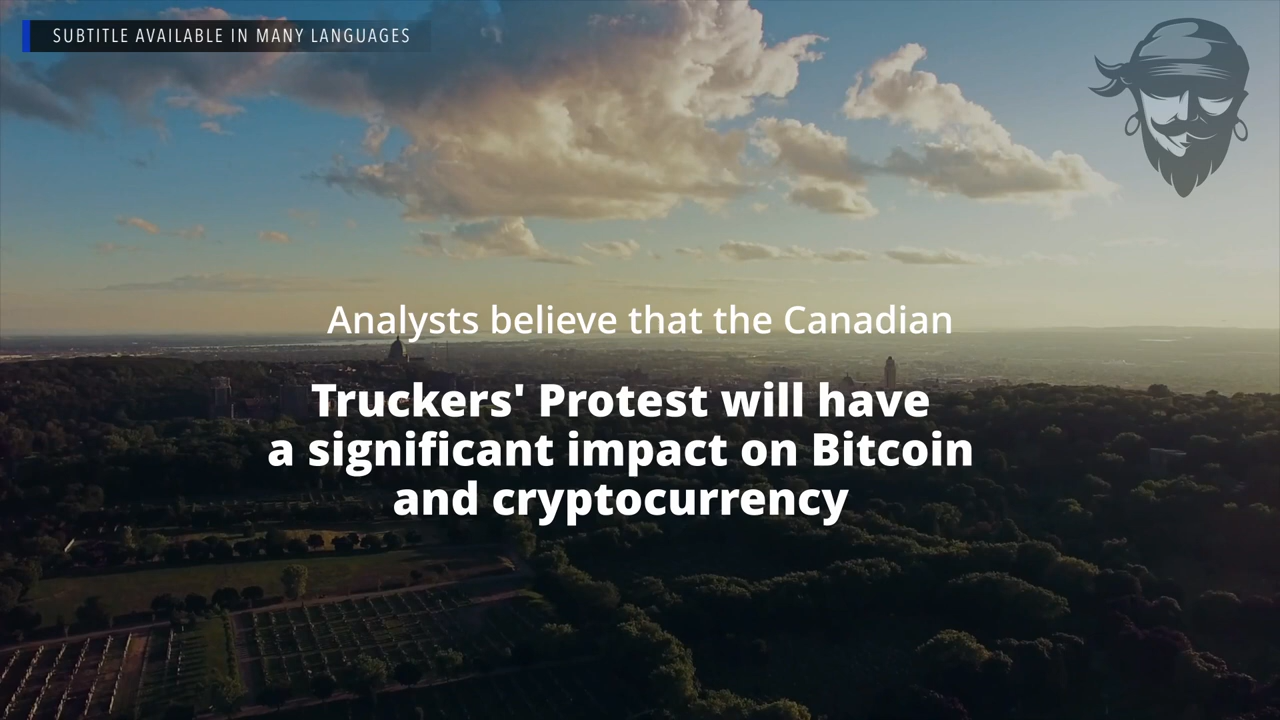 SUBTITLE AVAILABLE IN MANY LANGUAGES
Analysts believe that the Canadian
Truckers' Protest will have
a significant impact on Bitcoin
and cryptocurrency